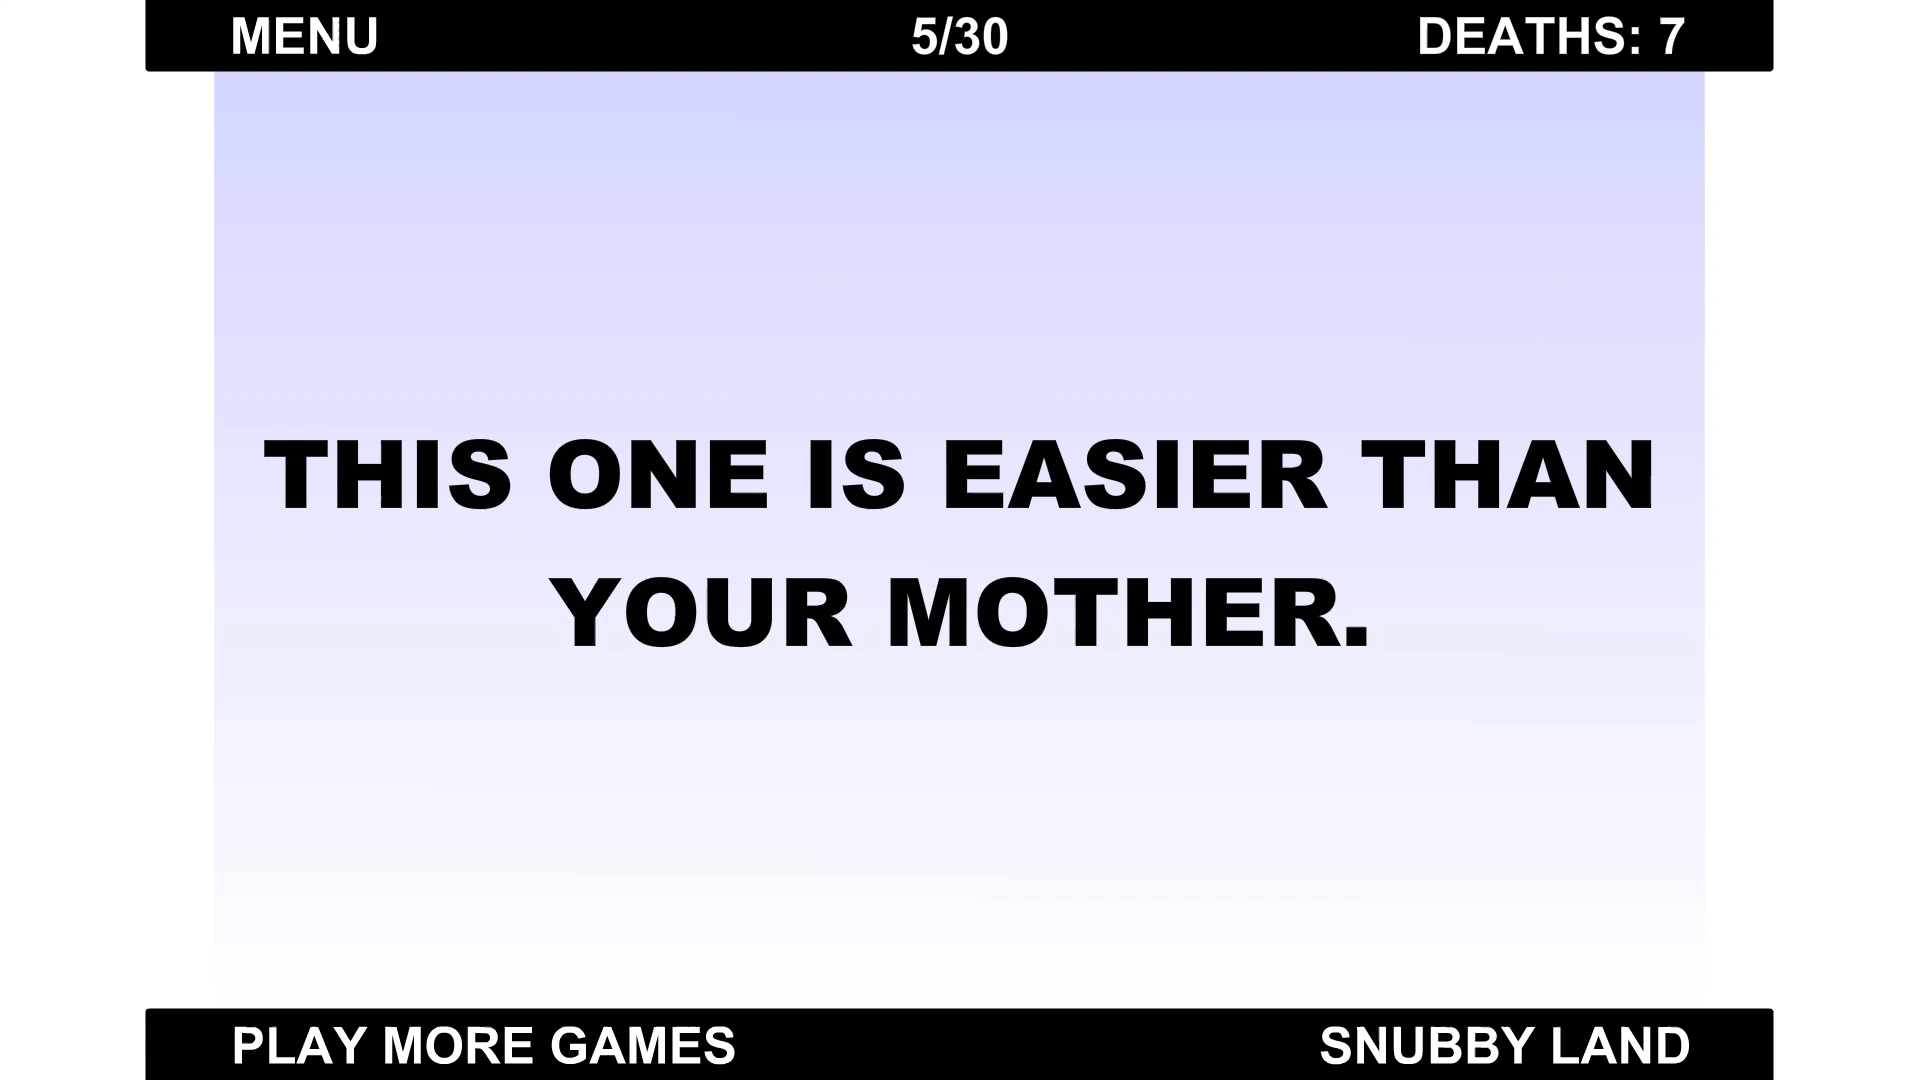 MENU 5/30 DEATHS: 7
THIS ONE IS EASIER THAN
YOUR MOTHER.
PLAY MORE GAMES SNUBBY LAND